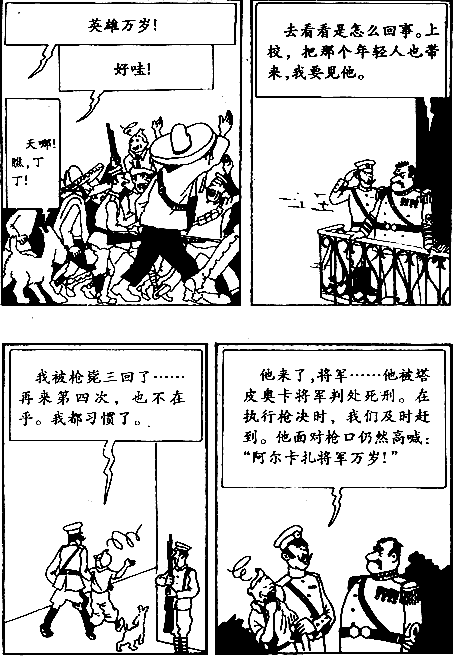 英雄万岁！
好哇！
天哪！
瞧，丁
丁！
去看看是怎么回事。上
校，把那个年轻人也带
来，我要见他。
我被枪毙三回了……
再来第四次，也不在
乎。我都习惯了。
他来了，将军……他被塔
皮奥卡将军判处死刑。在
执行枪决时，我们及时赶
到。他面对枪口仍然高喊：
“阿尔卡扎将军万岁！”